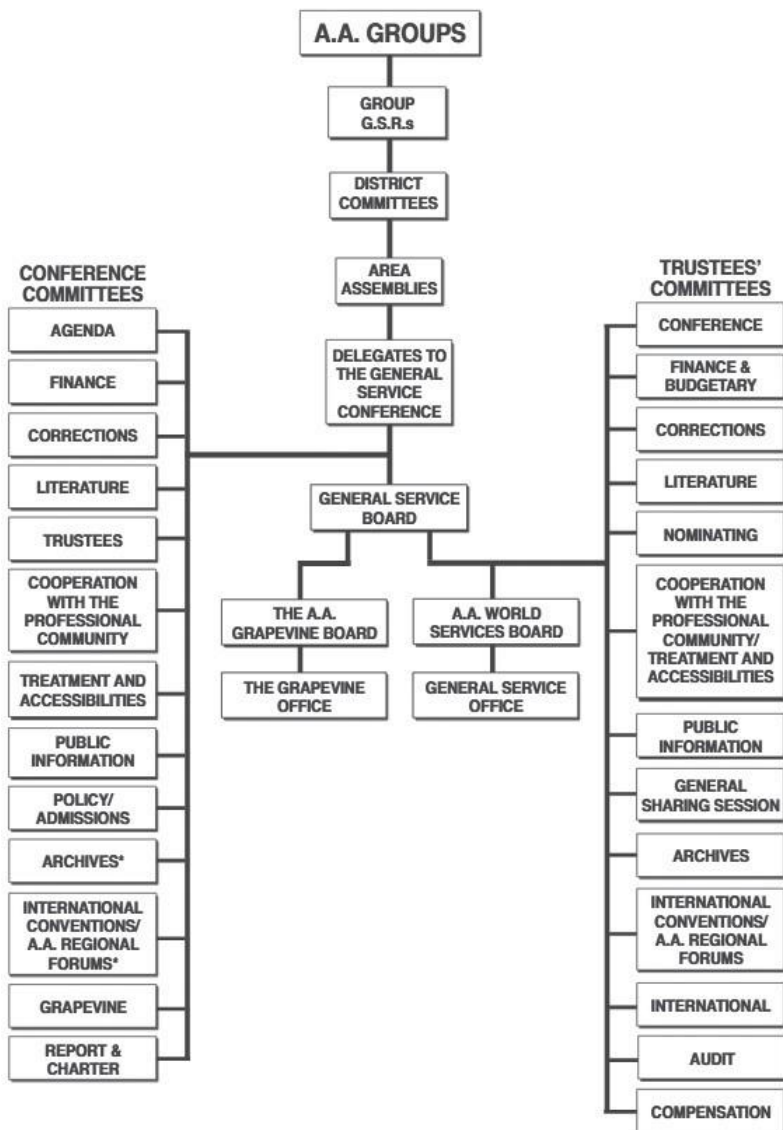 A.A. GROUPS
GROUP
G.S.R.s
DISTRICT
COMMITTEES
AREA
ASSEMBLIES
DELEGATES TO
THE GENERAL
SERVICE
CONFERENCE
GENERAL SERVICE
BOARD
THE A.A.
GRAPEVINE BOARD
THE GRAPEVINE
OFFICE
A.A. WORLD
SERVICES BOARD
GENERAL SERVICE
OFFICE
CONFERENCE
COMMITTEES
AGENDA
FINANCE
CORRECTIONS
LITERATURE
TRUSTEES
COOPERATION
WITH THE
PROFESSIONAL
COMMUNITY
TREATMENT AND
ACCESSIBILITIES
PUBLIC
INFORMATION
POLICY/
ADMISSIONS
ARCHIVES*
INTERNATIONAL
CONVENTIONS/
A.A. REGIONAL
FORUMS*
GRAPEVINE
REPORT &
CHARTER
TRUSTEES'
COMMITTEES
CONFERENCE
FINANCE &
BUDGETARY
CORRECTIONS
LITERATURE
NOMINATING
COOPERATION
WITH THE
PROFESSIONAL
COMMUNITY/
TREATMENT AND
ACCESSIBILITIES
PUBLIC
INFORMATION
GENERAL
SHARING SESSION
ARCHIVES
INTERNATIONAL
CONVENTIONS/
A.A. REGIONAL
FORUMS
INTERNATIONAL
AUDIT
COMPENSATION